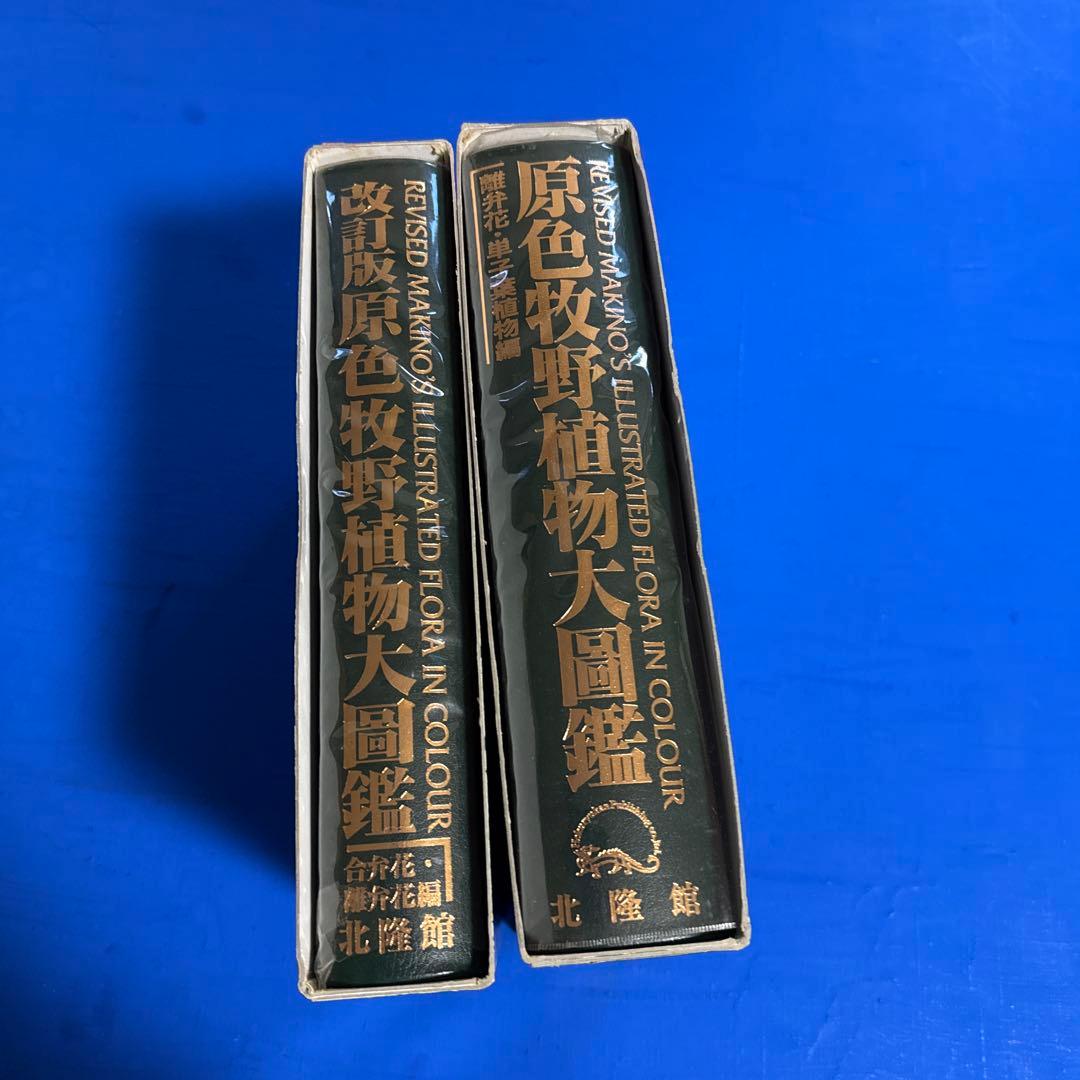 改訂版原色牧野植物大圖鑑
REVISED MAKINO'S ILLUSTRATED FLORA IN COLOUR
合弁花・
離弁花編
北隆館
離弁花・単子葉植物編
原色牧野植物大圖鑑
REVISED MAKINO'S ILLUSTRATED FLORA IN COLOUR
北隆館